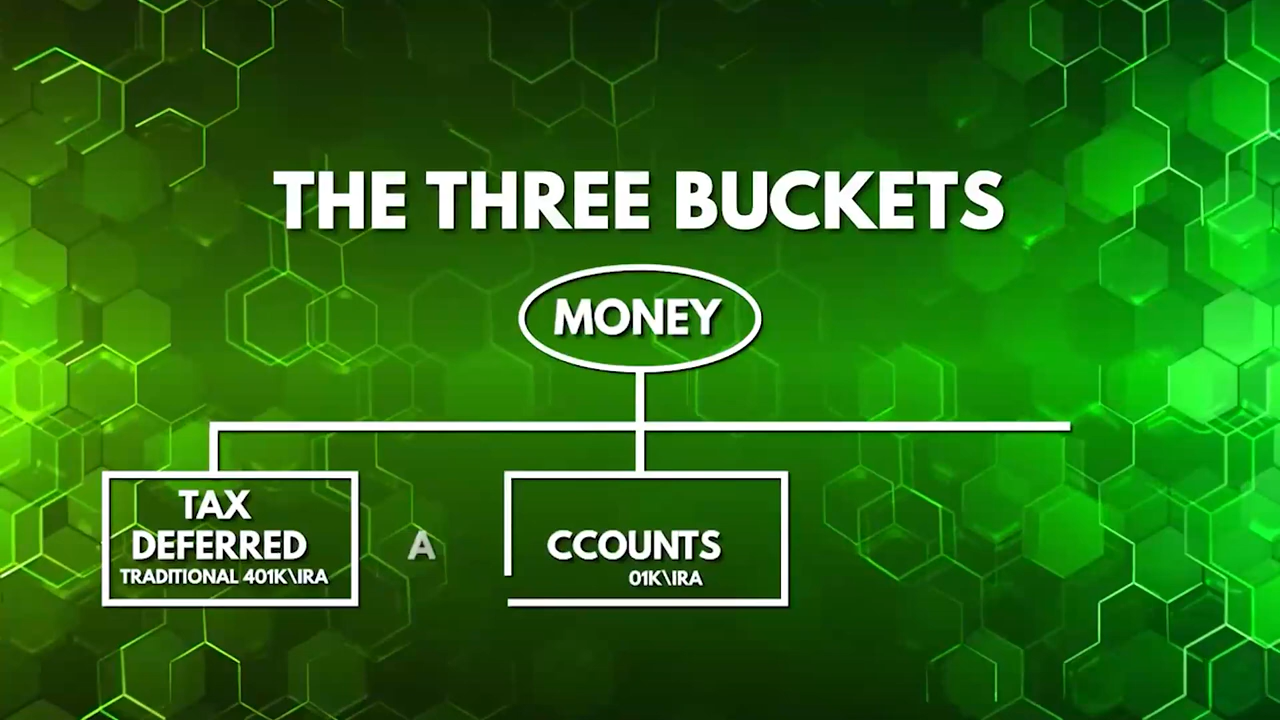 THE THREE BUCKETS
MONEY
TAX
DEFERRED
TRADITIONAL 401K\IRA
A
CCOUNTS
01K\IRA